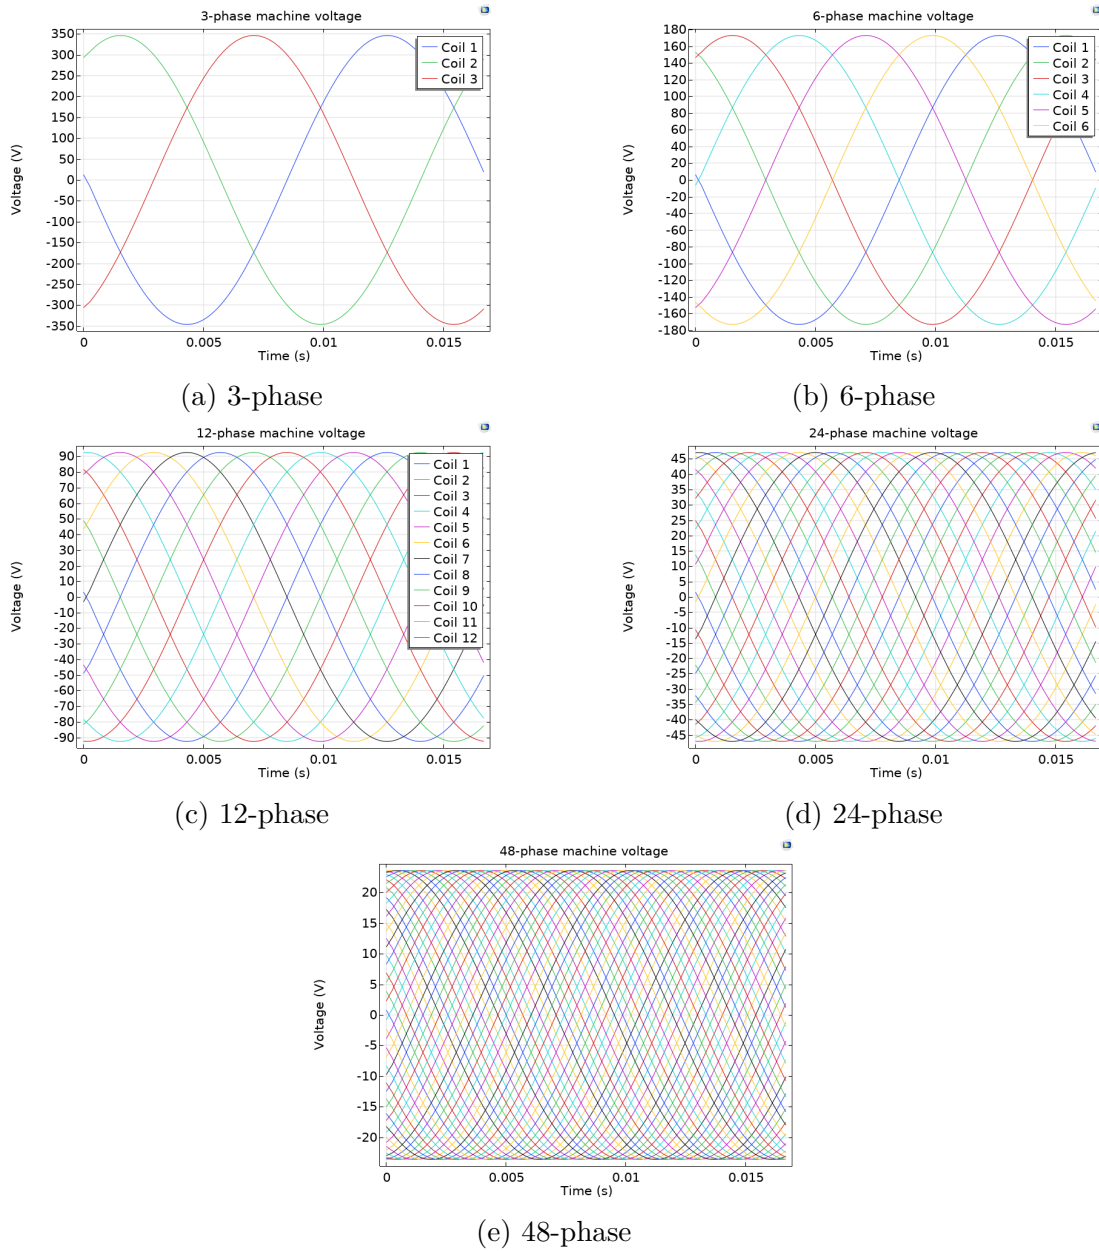 3-phase machine voltage
350
300
250
200
150
100
50
0
-50
-100
-150
-200
-250
-300
-350
Voltage (V)
Coil 1
Coil 2
Coil 3
0
0.005
0.01
0.015
Time (s)
(a) 3-phase
6-phase machine voltage
180
160
140
120
100
80
60
40
20
0
-20
-40
-60
-80
-100
-120
-140
-160
-180
Voltage (V)
Coil 1
Coil 2
Coil 3
Coil 4
Coil 5
Coil 6
0
0.005
0.01
0.015
Time (s)
(b) 6-phase
12-phase machine voltage
90
80
70
60
50
40
30
20
10
0
-10
-20
-30
-40
-50
-60
-70
-80
-90
Voltage (V)
Coil 1
Coil 2
Coil 3
Coil 4
Coil 5
Coil 6
Coil 7
Coil 8
Coil 9
Coil 10
Coil 11
Coil 12
0
0.005
0.01
0.015
Time (s)
(c) 12-phase
24-phase machine voltage
45
40
35
30
25
20
15
10
5
0
-5
-10
-15
-20
-25
-30
-35
-40
-45
Voltage (V)
0
0.005
0.01
0.015
Time (s)
(d) 24-phase
48-phase machine voltage
20
15
10
5
0
-5
-10
-15
-20
Voltage (V)
0
0.005
0.01
0.015
Time (s)
(e) 48-phase